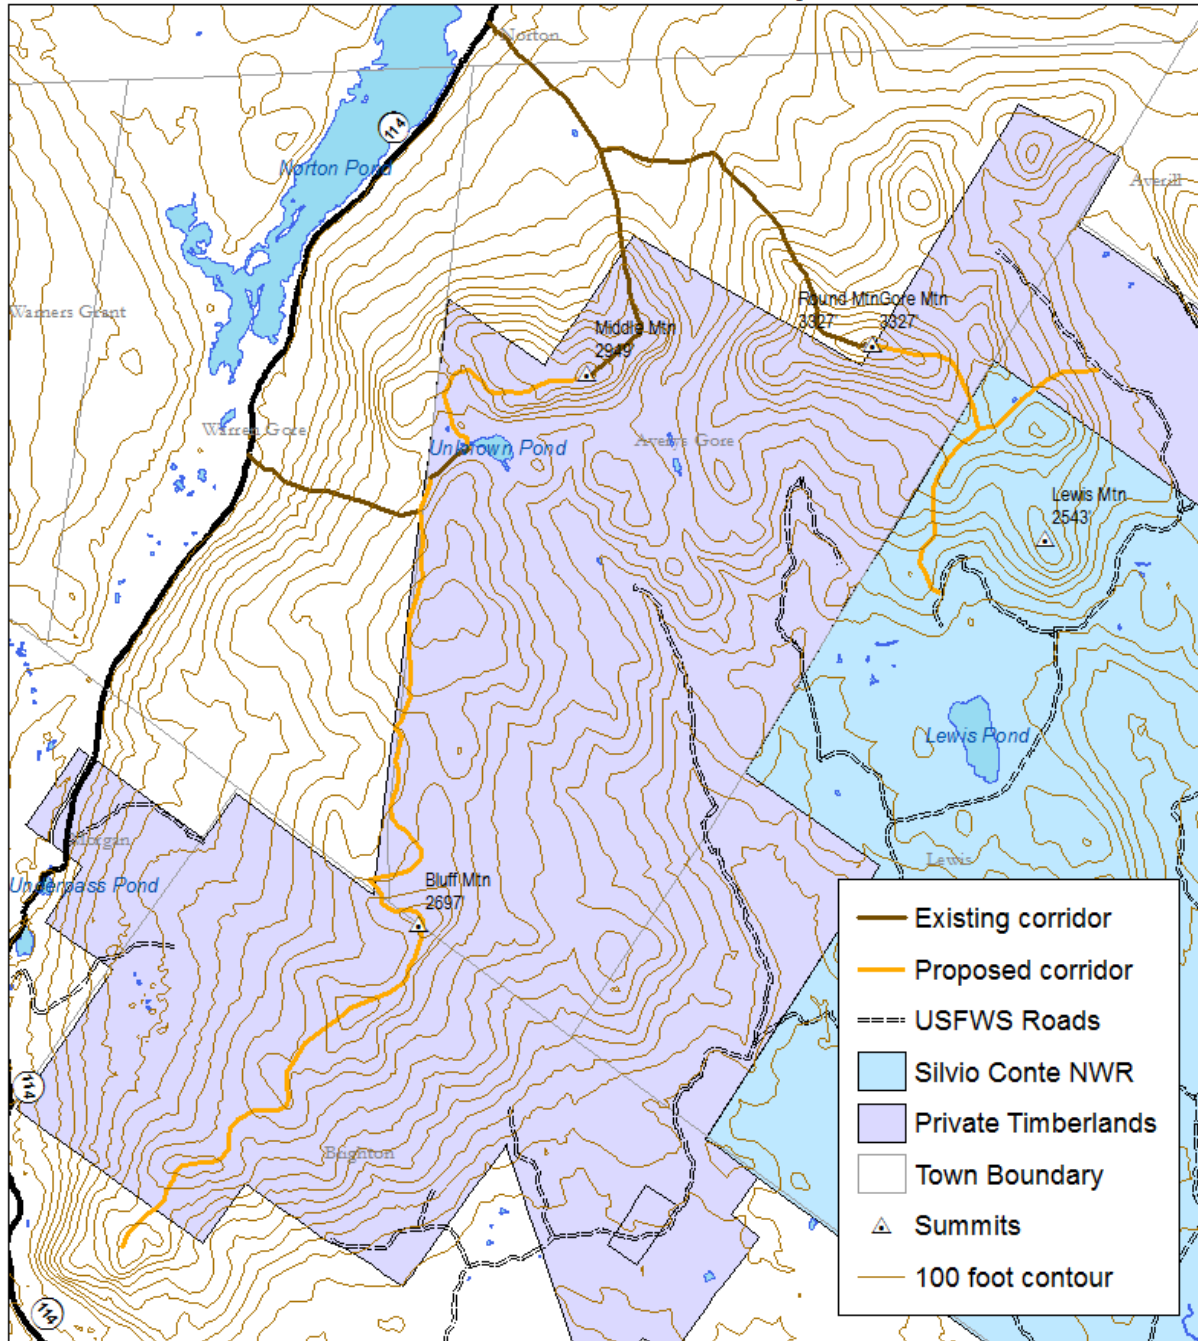 Norton
114
Norton Pond
Averill
Warners Grant
Round Mtn
3327'
Gore Mtn
3327'
Middle Mtn
2949'
Warren Gore
Unknown Pond
Averys Gore
Lewis Mtn
2543'
Lewis Pond
Morgan
Underpass Pond
Bluff Mtn
2697'
Lewis
114
Brighton
114
Existing corridor
Proposed corridor
USFWS Roads
Silvio Conte NWR
Private Timberlands
Town Boundary
Summits
100 foot contour